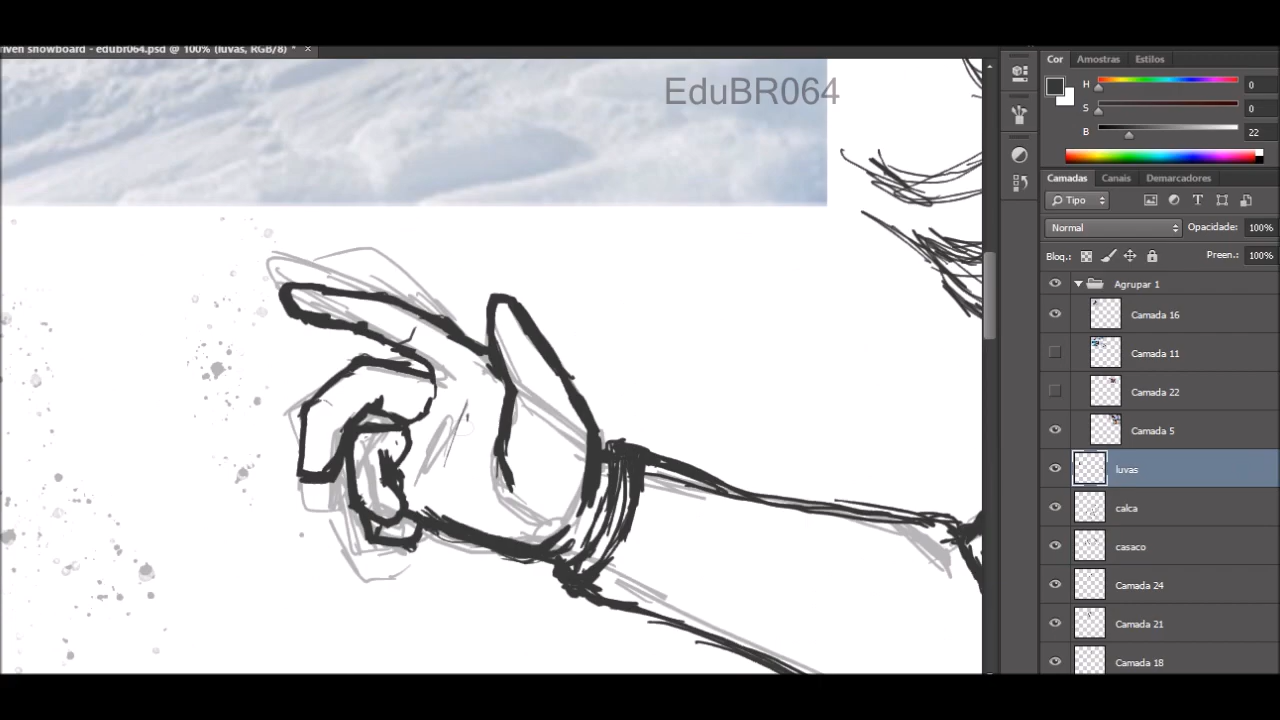 riven snowboard - edubr064.psd @ 100% (luvas, RGB/8) * ×
EduBR064
Cor Amostras Estilos
H 0
S 0
B 22
Camadas Canais Demarcadores
Tipo
Normal Opacidade: 100%
Bloq.: Preen.: 100%
Agrupar 1
Camada 16
Camada 11
Camada 22
Camada 5
luvas
calca
casaco
Camada 24
Camada 21
Camada 18